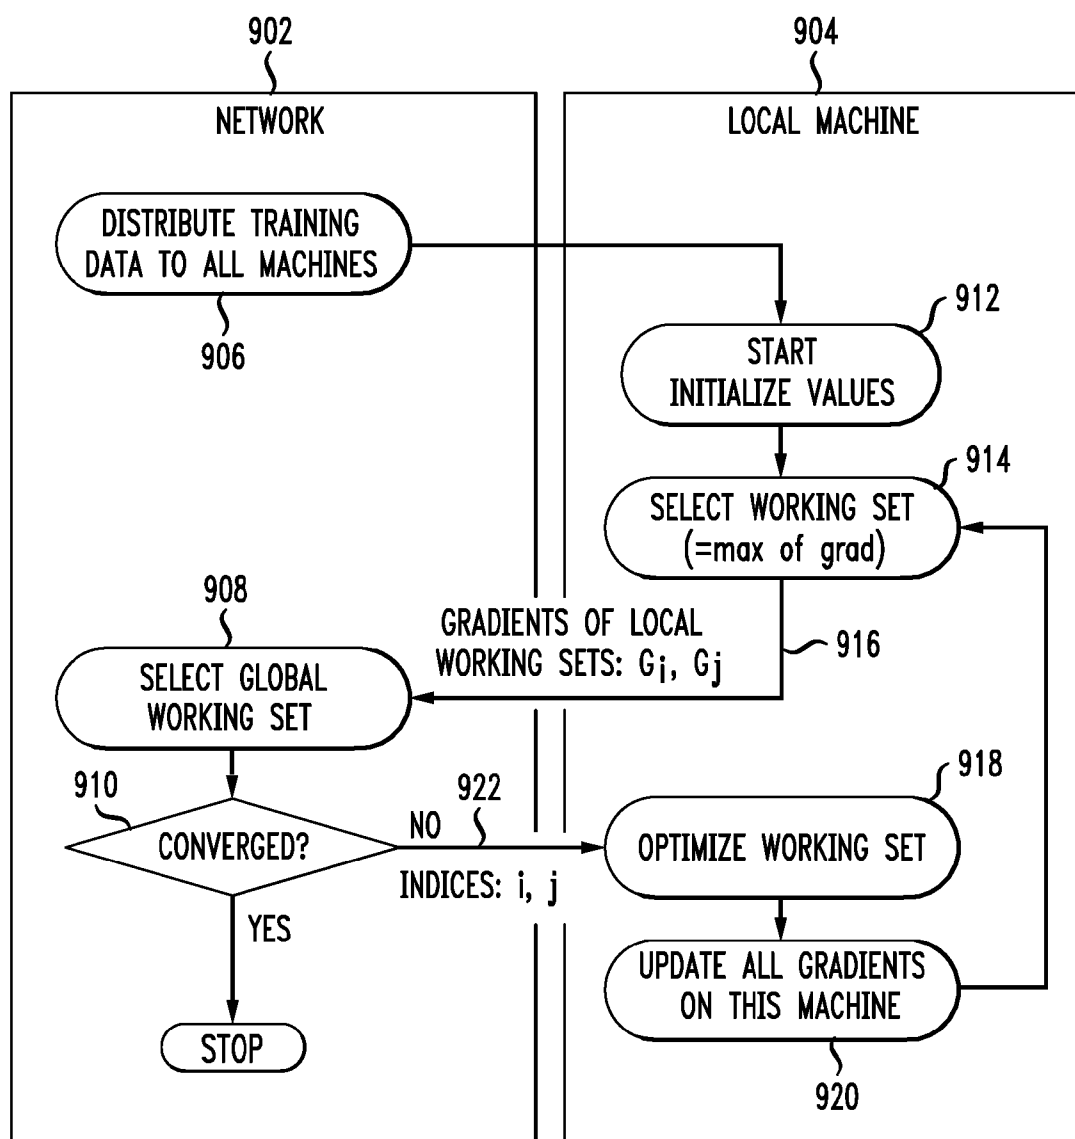 902
904
NETWORK
LOCAL MACHINE
DISTRIBUTE TRAINING
DATA TO ALL MACHINES
906
912
START
INITIALIZE VALUES
914
SELECT WORKING SET
(=max of grad)
908
GRADIENTS OF LOCAL
WORKING SETS: Gi, Gj
916
SELECT GLOBAL
WORKING SET
910
CONVERGED?
NO
922
INDICES: i, j
918
OPTIMIZE WORKING SET
YES
UPDATE ALL GRADIENTS
ON THIS MACHINE
920
STOP